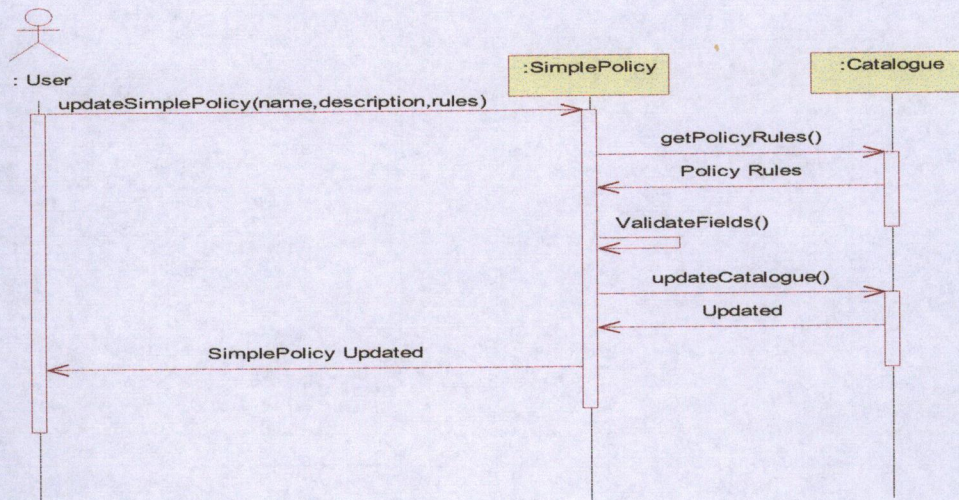 : User
:SimplePolicy
:Catalogue
updateSimplePolicy(name,description,rules)
getPolicyRules()
Policy Rules
ValidateFields()
updateCatalogue()
Updated
SimplePolicy Updated